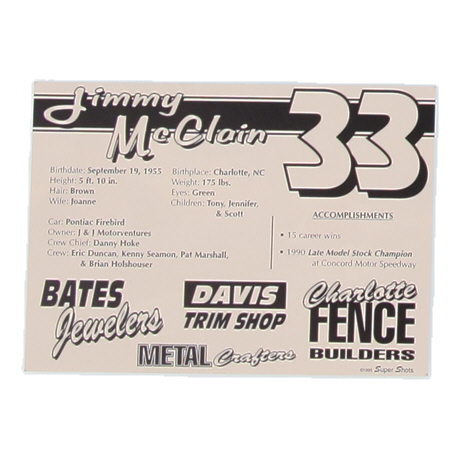 Jimmy McClain
33
Birthdate: September 19, 1955
Height: 5 ft. 10 in.
Hair: Brown
Wife: Joanne
Birthplace: Charlotte, NC
Weight: 175 lbs.
Eyes: Green
Children: Tony, Jennifer,
& Scott
Car: Pontiac Firebird
Owner: J & J Motorventures
Crew Chief: Danny Hoke
Crew: Eric Duncan, Kenny Seamon, Pat Marshall,
& Brian Holshouser
ACCOMPLISHMENTS
• 15 career wins
• 1990 Late Model Stock Champion
at Concord Motor Speedway
BATES
Jewelers
DAVIS
TRIM SHOP
Charlotte
FENCE
BUILDERS
METAL Crafters
Super Shots